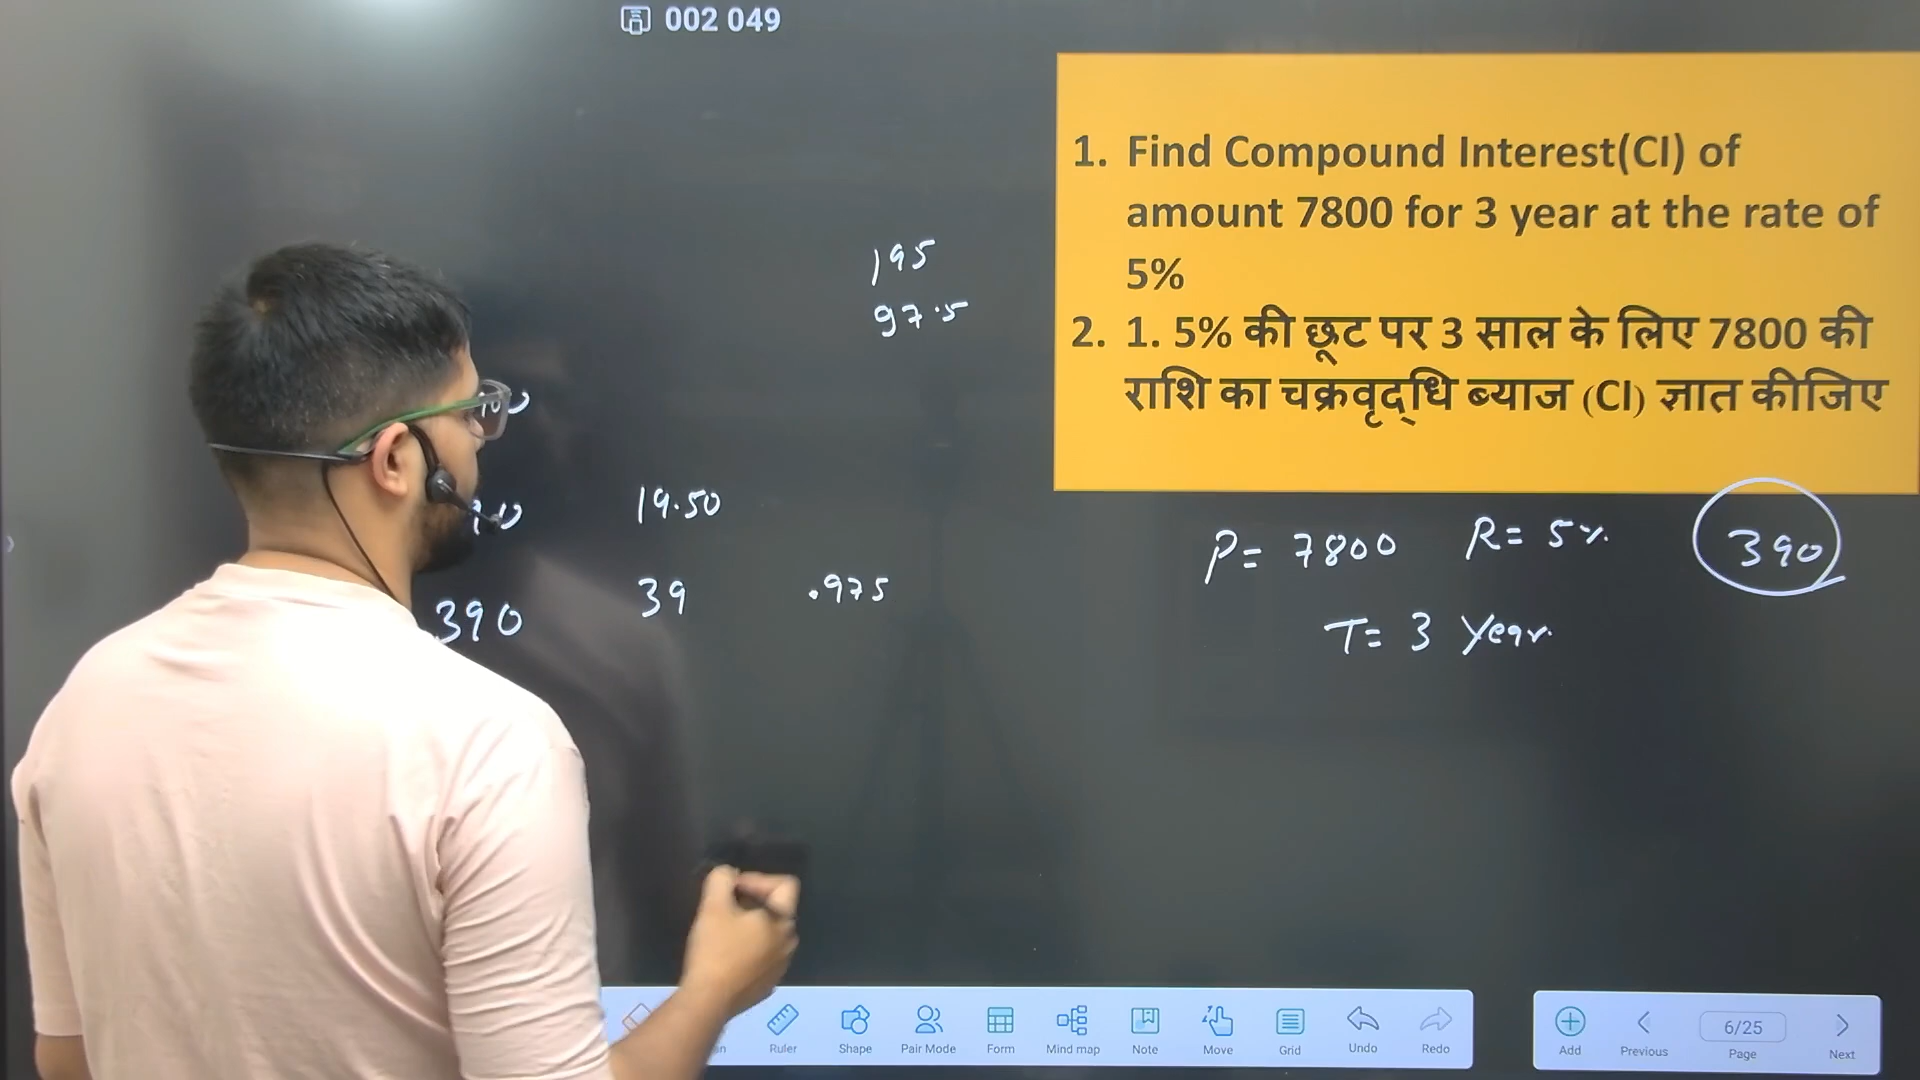 002 049
1. Find Compound Interest(CI) of
amount 7800 for 3 year at the rate of
5%
2. 1. 5% की छूट पर 3 साल के लिए 7800 की
राशि का चक्रवृद्धि ब्याज (CI) ज्ञात कीजिए
195
97.5
19.50
390
39
.975
P= 7800 R= 5%
390
T= 3 Year.
Ruler
Shape
Pair Mode
Form
Mind map
Note
Move
Grid
Undo
Redo
Add
Previous
6/25
Page
Next